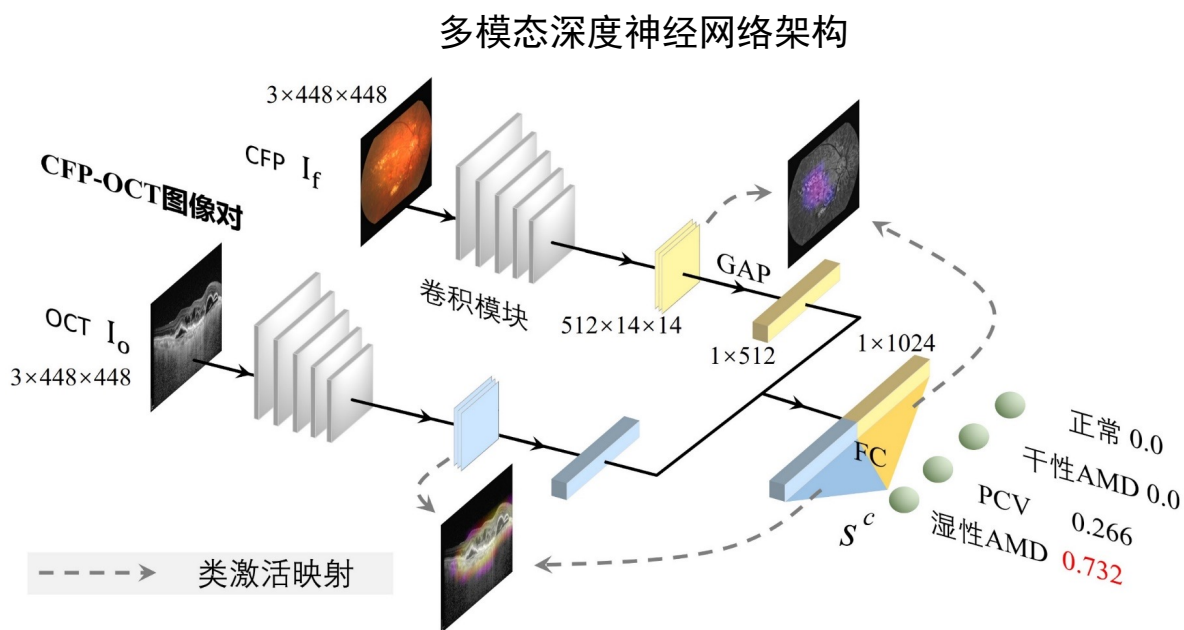 多模态深度神经网络架构
3×448×448
CFP I_f
CFP-OCT图像对
OCT I_o
3×448×448
卷积模块
512×14×14
GAP
1×512
1×1024
FC
S^c
正常 0.0
干性AMD 0.0
PCV 0.266
湿性AMD 0.732
类激活映射